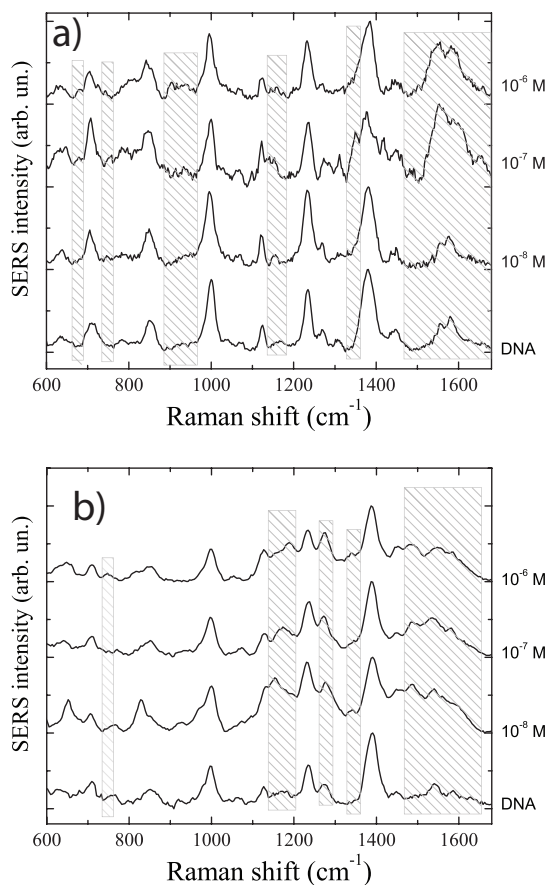 a)
SERS intensity (arb. un.)
10-6 M
10-7 M
10-8 M
DNA
600 800 1000 1200 1400 1600
Raman shift (cm-1)
b)
SERS intensity (arb. un.)
10-6 M
10-7 M
10-8 M
DNA
600 800 1000 1200 1400 1600
Raman shift (cm-1)